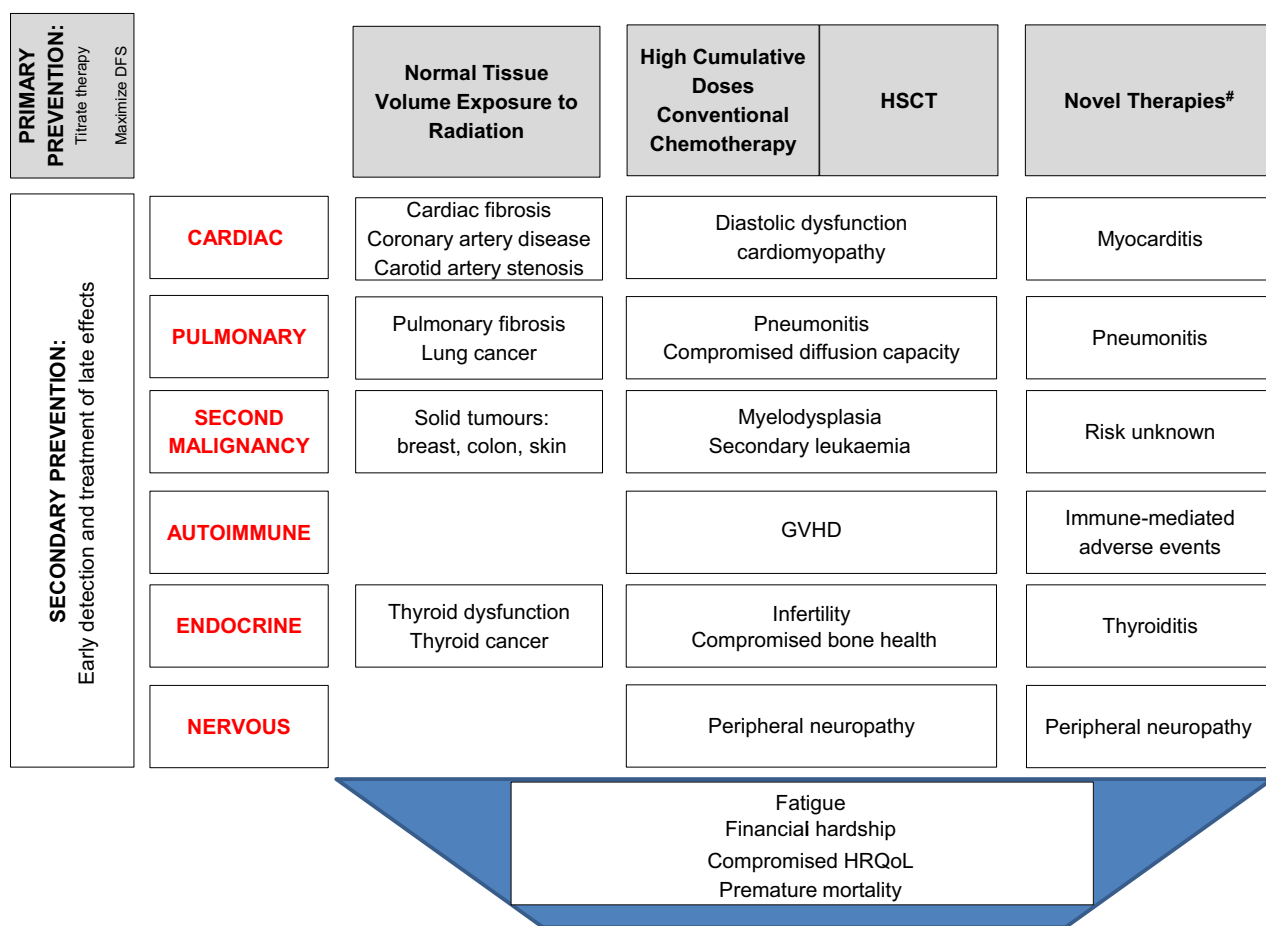 PRIMARY
PREVENTION:
Titrate therapy
Maximize DFS
Normal Tissue
Volume Exposure to
Radiation
High Cumulative
Doses
Conventional
Chemotherapy
HSCT
Novel Therapies#
SECONDARY PREVENTION:
Early detection and treatment of late effects
CARDIAC
Cardiac fibrosis
Coronary artery disease
Carotid artery stenosis
Diastolic dysfunction
cardiomyopathy
Myocarditis
PULMONARY
Pulmonary fibrosis
Lung cancer
Pneumonitis
Compromised diffusion capacity
Pneumonitis
SECOND
MALIGNANCY
Solid tumours:
breast, colon, skin
Myelodysplasia
Secondary leukaemia
Risk unknown
AUTOIMMUNE
GVHD
Immune-mediated
adverse events
ENDOCRINE
Thyroid dysfunction
Thyroid cancer
Infertility
Compromised bone health
Thyroiditis
NERVOUS
Peripheral neuropathy
Peripheral neuropathy
Fatigue
Financial hardship
Compromised HRQoL
Premature mortality